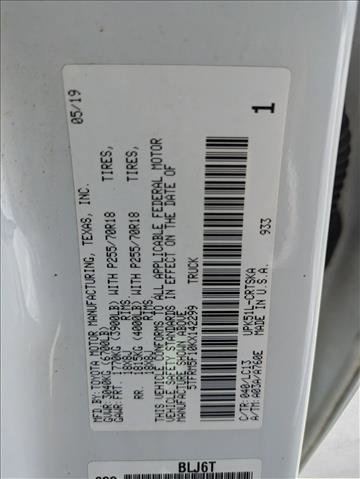 MFD. BY:
TOYOTA MOTOR MANUFACTURING, TEXAS, INC. 05/19
GVWR: 3040KG (6700LB)
GAWR: FRT. 1770KG (3900LB) WITH P255/70R18 TIRES,
18X8J RIMS
RR. 1815KG (4000LB) WITH P255/70R18 TIRES,
18X8J RIMS
THIS VEHICLE CONFORMS TO ALL APPLICABLE FEDERAL MOTOR
VEHICLE SAFETY STANDARDS IN EFFECT ON THE DATE OF
MANUFACTURE SHOWN ABOVE.
5TFRM5F10KX142299 TRUCK
1
C/TR: 040/LC13 UPK51L-CRTSKA
A/TM: A03A/A760E
MADE IN U.S.A. 933
BLJ6T